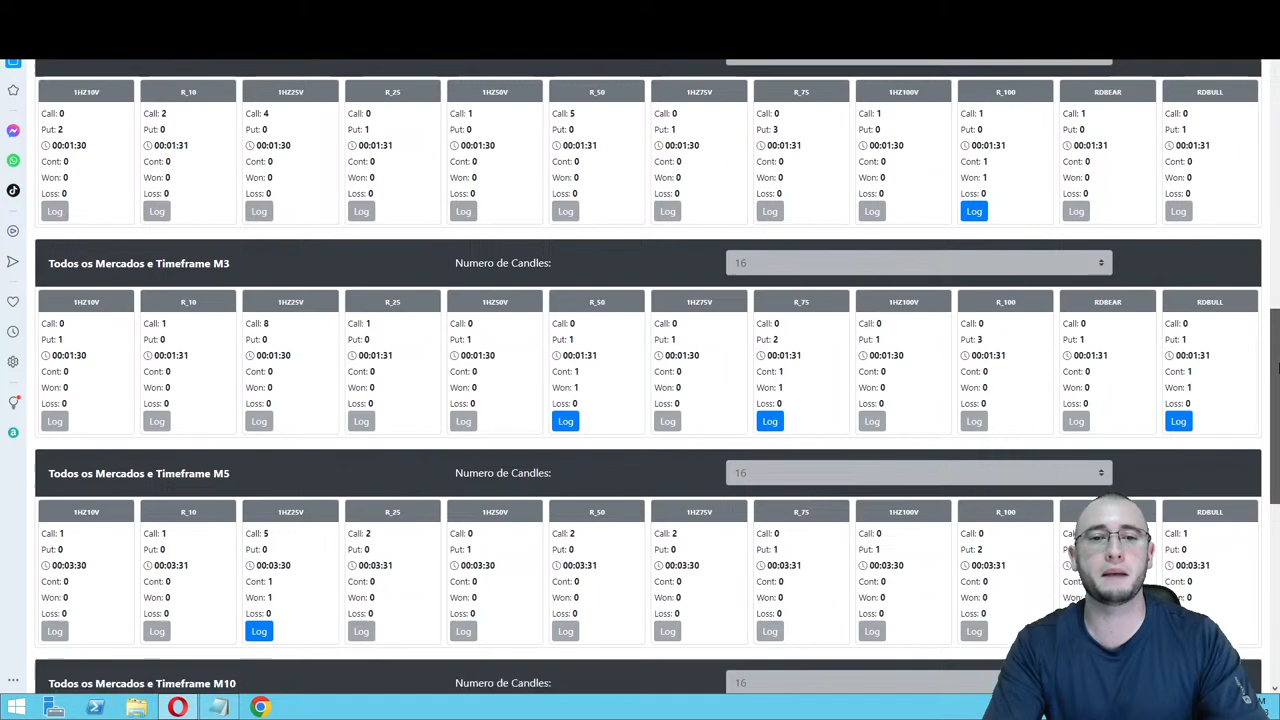 1HZ10V R_10 1HZ25V R_25 1HZ50V R_50 1HZ75V R_75 1HZ100V R_100 RDBEAR RDBULL
Call: 0 Call: 2 Call: 4 Call: 0 Call: 1 Call: 5 Call: 0 Call: 0 Call: 1 Call: 1 Call: 1 Call: 0
Put: 2 Put: 0 Put: 0 Put: 1 Put: 0 Put: 0 Put: 1 Put: 3 Put: 0 Put: 0 Put: 0 Put: 1
00:01:30 00:01:31 00:01:30 00:01:31 00:01:30 00:01:31 00:01:30 00:01:31 00:01:30 00:01:31 00:01:31 00:01:31
Cont: 0 Cont: 0 Cont: 0 Cont: 0 Cont: 0 Cont: 0 Cont: 0 Cont: 0 Cont: 0 Cont: 1 Cont: 0 Cont: 0
Won: 0 Won: 0 Won: 0 Won: 0 Won: 0 Won: 0 Won: 0 Won: 0 Won: 0 Won: 1 Won: 0 Won: 0
Loss: 0 Loss: 0 Loss: 0 Loss: 0 Loss: 0 Loss: 0 Loss: 0 Loss: 0 Loss: 0 Loss: 0 Loss: 0 Loss: 0
Log Log Log Log Log Log Log Log Log Log Log Log
Todos os Mercados e Timeframe M3 Numero de Candles: 16
1HZ10V R_10 1HZ25V R_25 1HZ50V R_50 1HZ75V R_75 1HZ100V R_100 RDBEAR RDBULL
Call: 0 Call: 1 Call: 8 Call: 1 Call: 0 Call: 0 Call: 0 Call: 0 Call: 0 Call: 0 Call: 0 Call: 0
Put: 1 Put: 0 Put: 0 Put: 0 Put: 1 Put: 1 Put: 1 Put: 2 Put: 1 Put: 3 Put: 1 Put: 1
00:01:30 00:01:31 00:01:30 00:01:31 00:01:30 00:01:31 00:01:30 00:01:31 00:01:30 00:01:31 00:01:31 00:01:31
Cont: 0 Cont: 0 Cont: 0 Cont: 0 Cont: 0 Cont: 1 Cont: 0 Cont: 1 Cont: 0 Cont: 0 Cont: 0 Cont: 1
Won: 0 Won: 0 Won: 0 Won: 0 Won: 0 Won: 1 Won: 0 Won: 1 Won: 0 Won: 0 Won: 0 Won: 1
Loss: 0 Loss: 0 Loss: 0 Loss: 0 Loss: 0 Loss: 0 Loss: 0 Loss: 0 Loss: 0 Loss: 0 Loss: 0 Loss: 0
Log Log Log Log Log Log Log Log Log Log Log Log
Todos os Mercados e Timeframe M5 Numero de Candles: 16
1HZ10V R_10 1HZ25V R_25 1HZ50V R_50 1HZ75V R_75 1HZ100V R_100 RDBULL
Call: 1 Call: 1 Call: 5 Call: 2 Call: 0 Call: 2 Call: 2 Call: 0 Call: 0 Call: 0 Call: 1
Put: 0 Put: 0 Put: 0 Put: 0 Put: 1 Put: 0 Put: 0 Put: 1 Put: 1 Put: 2 Put: 0
00:03:30 00:03:31 00:03:30 00:03:31 00:03:30 00:03:31 00:03:30 00:03:31 00:03:30 00:03:31 00:03:31
Cont: 0 Cont: 0 Cont: 1 Cont: 0 Cont: 0 Cont: 0 Cont: 0 Cont: 0 Cont: 0 Cont: 0 Cont: 0
Won: 0 Won: 0 Won: 1 Won: 0 Won: 0 Won: 0 Won: 0 Won: 0 Won: 0 Won: 0 Won: 0
Loss: 0 Loss: 0 Loss: 0 Loss: 0 Loss: 0 Loss: 0 Loss: 0 Loss: 0 Loss: 0 Loss: 0
Log Log Log Log Log Log Log Log Log Log
Todos os Mercados e Timeframe M10 Numero de Candles: 16